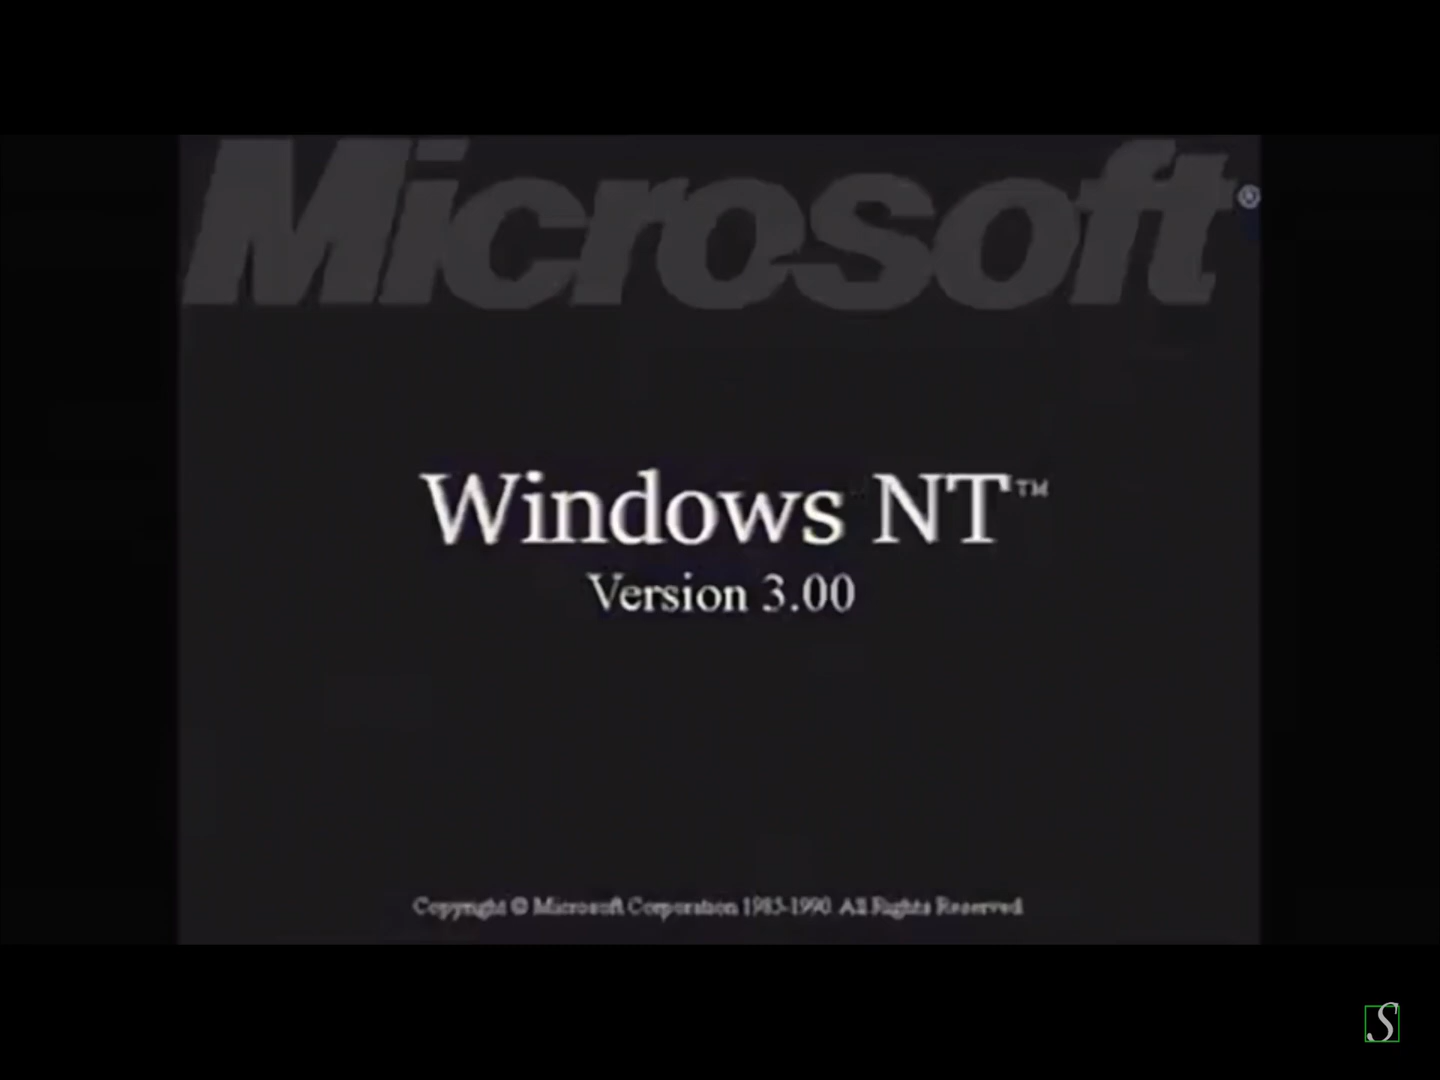 Microsoft®
Windows NT™
Version 3.00
Copyright © Microsoft Corporation 1985-1990. All Rights Reserved.
S